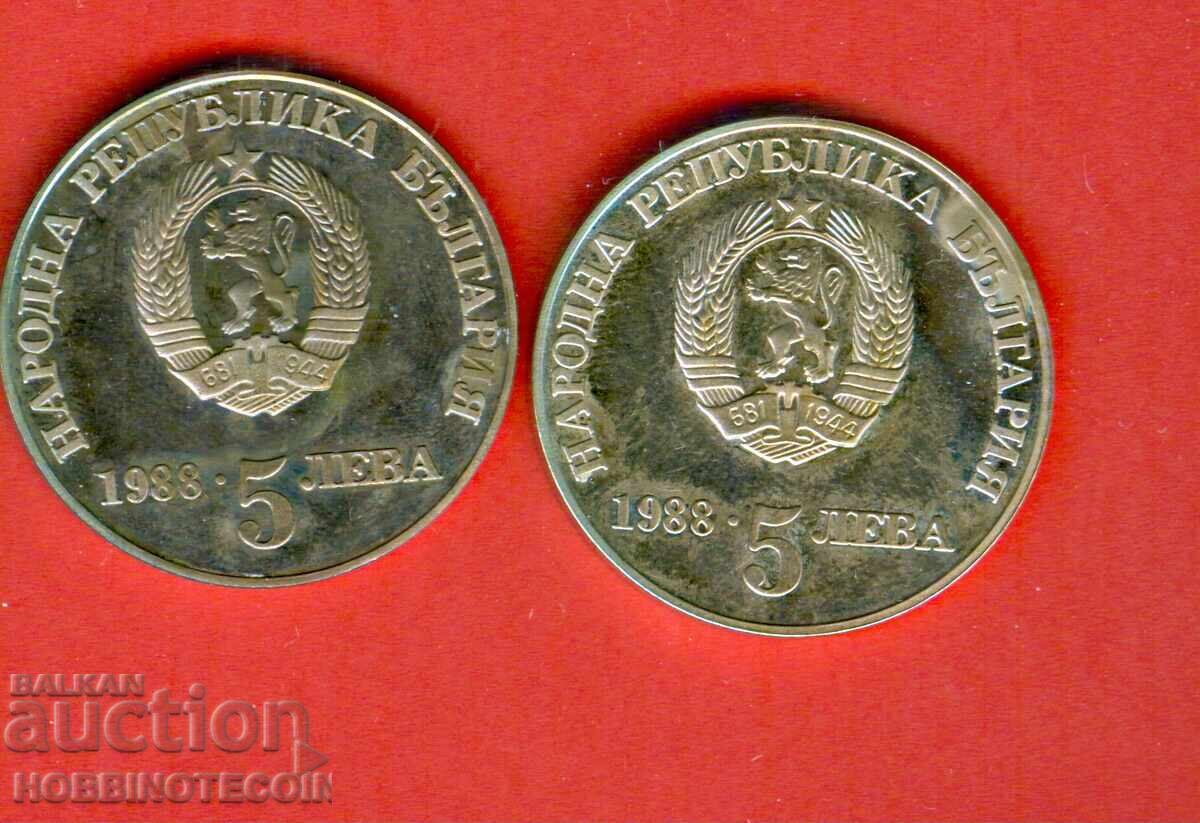 НАРОДНА РЕПУБЛИКА БЪЛГАРИЯ
681 1944
1988 · 5 ЛЕВА
НАРОДНА РЕПУБЛИКА БЪЛГАРИЯ
681 1944
1988 · 5 ЛЕВА
BALKAN
auction
HOBBINOTECOIN